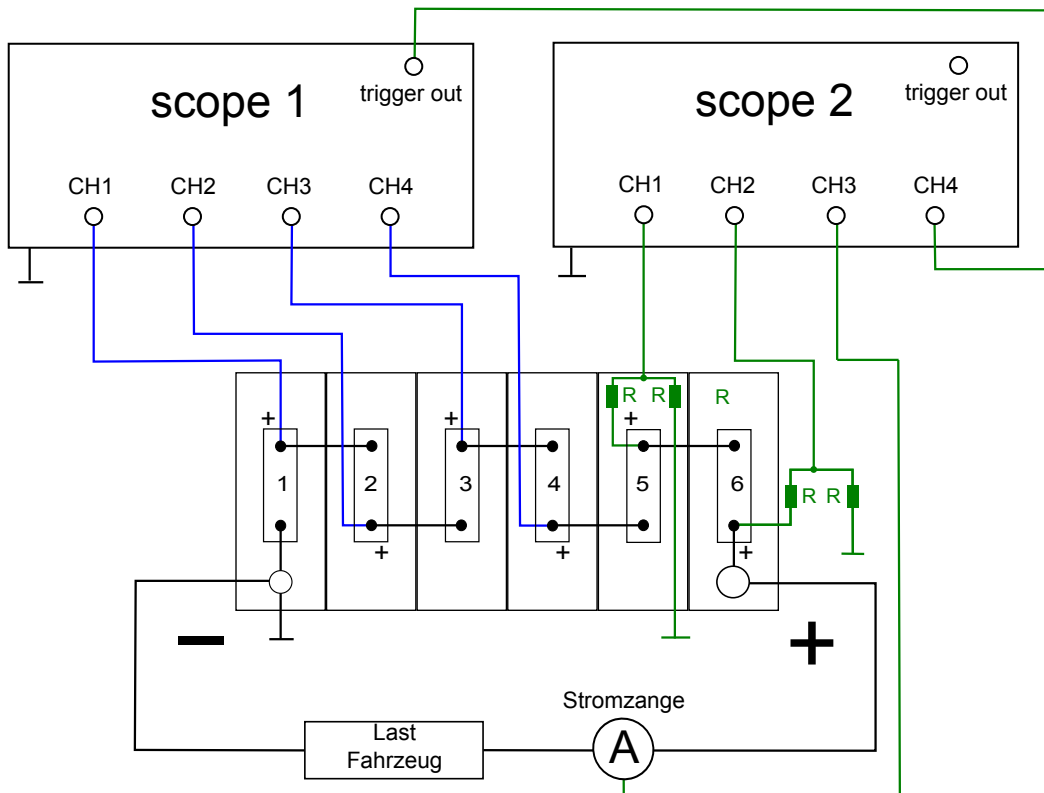 scope 1
trigger out
CH1 CH2 CH3 CH4
scope 2
trigger out
CH1 CH2 CH3 CH4
R R R
+ + +
1 2 3 4 5 6
R R
+ + +
− +
Stromzange
A
Last
Fahrzeug